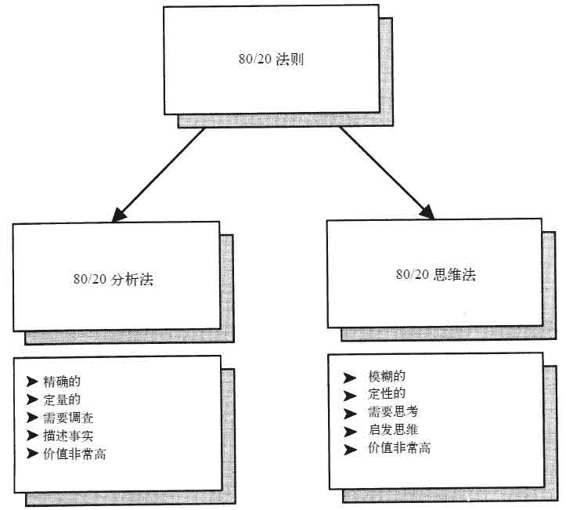 80/20 法则
80/20 分析法
80/20 思维法
➤ 精确的
➤ 定量的
➤ 需要调查
➤ 描述事实
➤ 价值非常高
➤ 模糊的
➤ 定性的
➤ 需要思考
➤ 启发思维
➤ 价值非常高